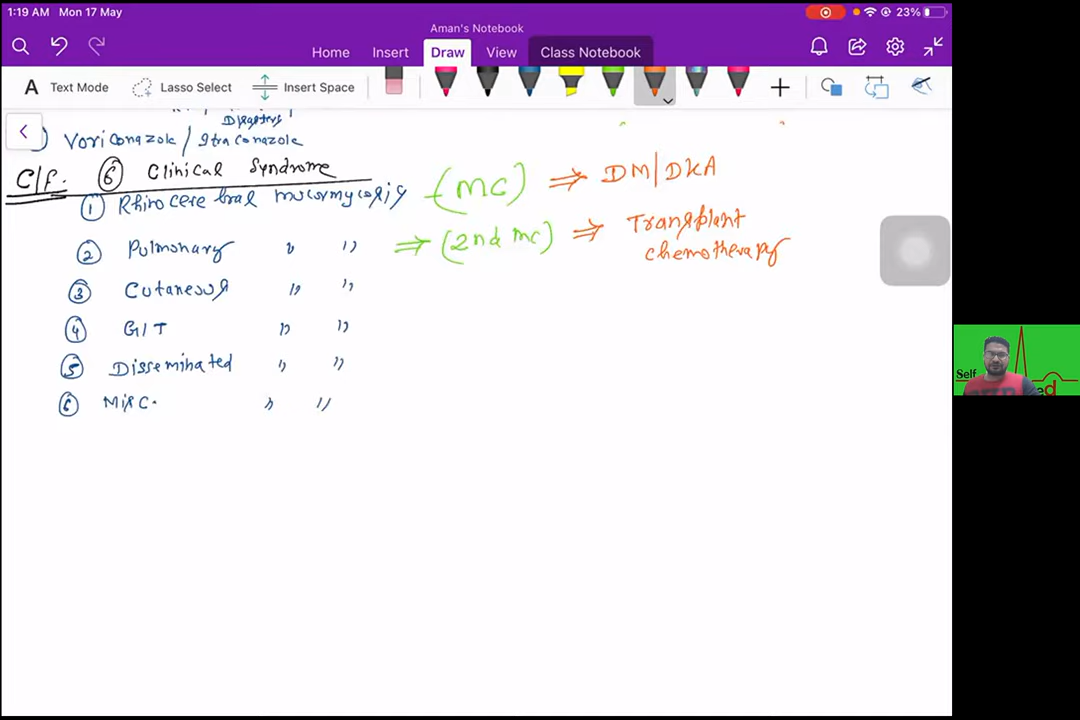 1:19 AM Mon 17 May
23%
Aman's Notebook
Home Insert Draw View Class Notebook
A Text Mode Lasso Select Insert Space
Voriconazole / Itraconazole
C/F. ⑥ Clinical Syndrome
① Rhinocerebral mucormycosis (MC) ⇒ DM/DKA
② Pulmonary " " ⇒ (2nd MC) ⇒ Transplant
chemotherapy
③ Cutaneous " "
④ GIT " "
⑤ Disseminated " "
⑥ Misc. " "
Self